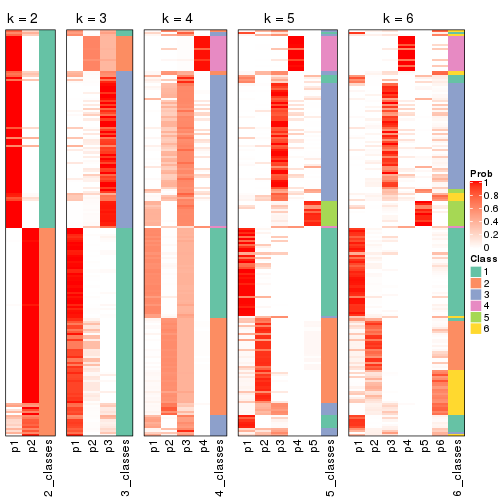 k = 2
k = 3
k = 4
k = 5
k = 6
Prob
1
0.8
0.6
0.4
0.2
0
Class
1
2
3
4
5
6
p1
p2
2_classes
p1
p2
p3
3_classes
p1
p2
p3
p4
4_classes
p1
p2
p3
p4
p5
5_classes
p1
p2
p3
p4
p5
p6
6_classes